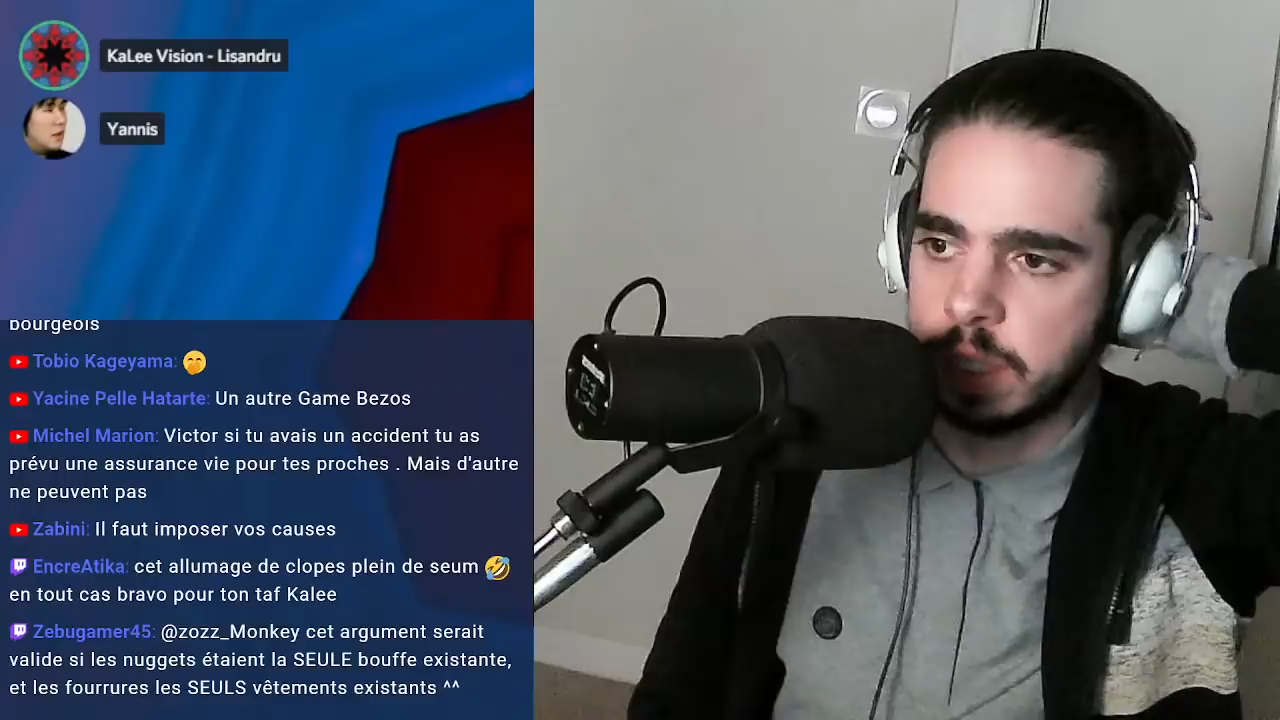 KaLee Vision - Lisandru
Yannis
bourgeois
Tobio Kageyama: 🤭
Yacine Pelle Hatarte: Un autre Game Bezos
Michel Marion: Victor si tu avais un accident tu as
prévu une assurance vie pour tes proches . Mais d'autre
ne peuvent pas
Zabini: Il faut imposer vos causes
EncreAtika: cet allumage de clopes plein de seum 🤣
en tout cas bravo pour ton taf Kalee
Zebugamer45: @zozz_Monkey cet argument serait
valide si les nuggets étaient la SEULE bouffe existante,
et les fourrures les SEULS vêtements existants ^^